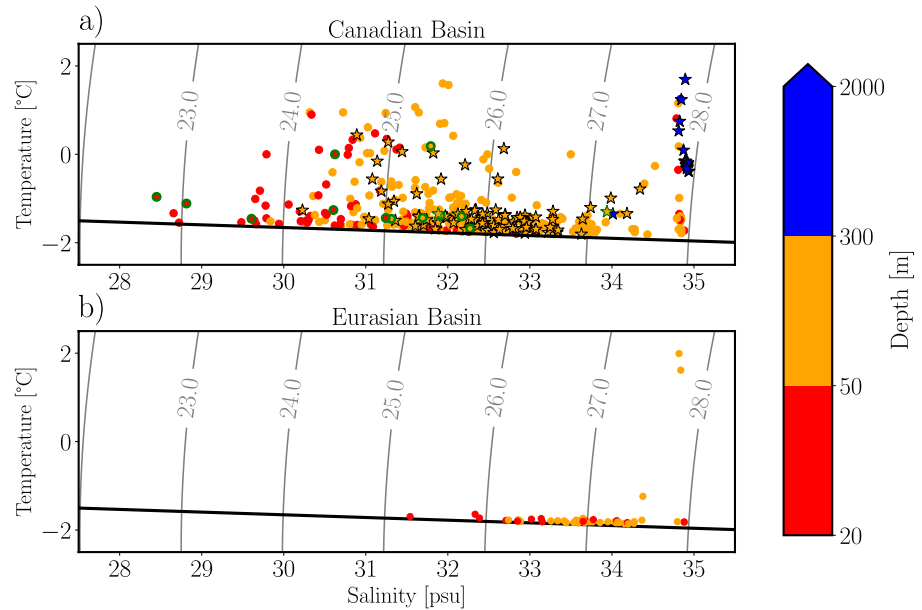 a)
Canadian Basin
Temperature [°C]
2
0
−2
23.0
24.0
25.0
26.0
27.0
28.0
28 29 30 31 32 33 34 35
b)
Eurasian Basin
Temperature [°C]
2
0
−2
23.0
24.0
25.0
26.0
27.0
28.0
28 29 30 31 32 33 34 35
Salinity [psu]
2000
300
50
20
Depth [m]